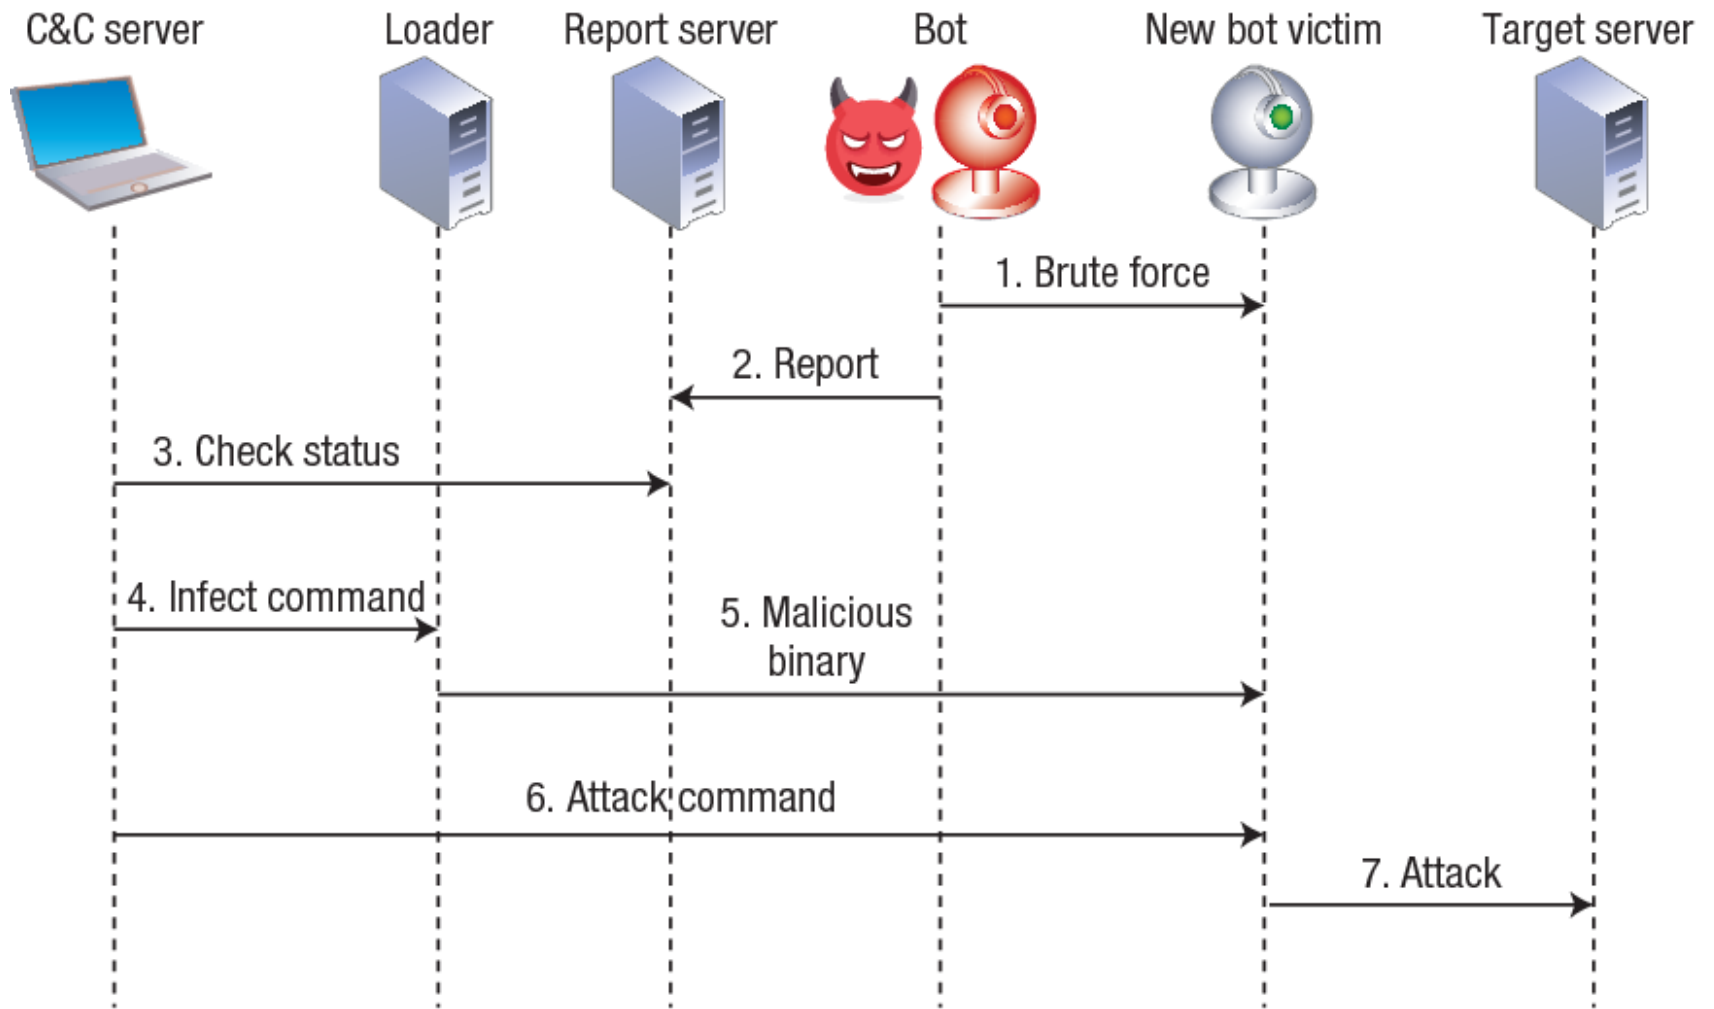 C&C server
Loader
Report server
Bot
New bot victim
Target server
1. Brute force
2. Report
3. Check status
4. Infect command
5. Malicious
binary
6. Attack command
7. Attack